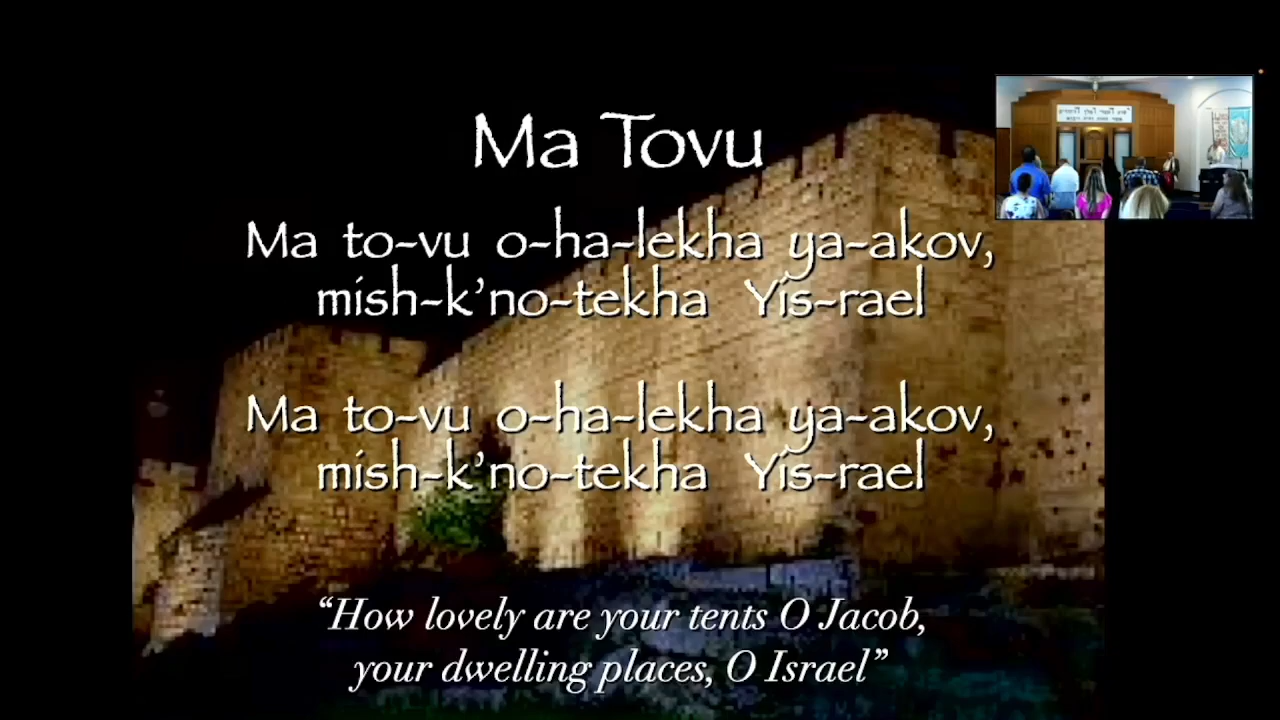 Ma Tovu
Ma to-vu o-ha-lekha ya-akov,
mish-k’no-tekha Yis-rael
Ma to-vu o-ha-lekha ya-akov,
mish-k’no-tekha Yis-rael
“How lovely are your tents O Jacob,
your dwelling places, O Israel”